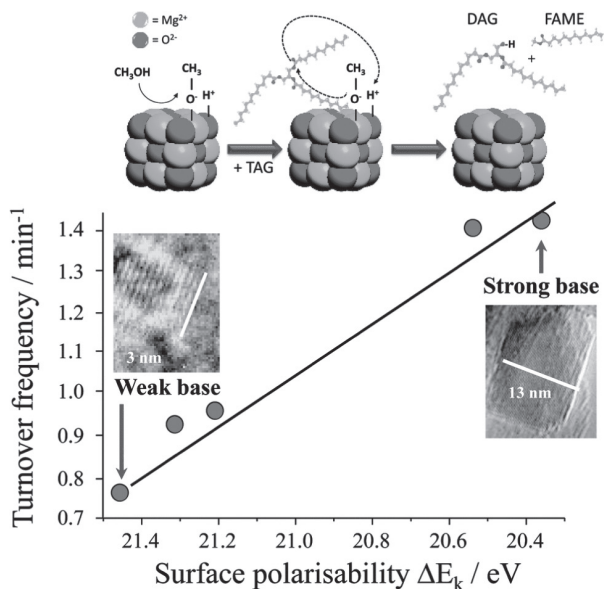 = Mg²⁺
= O²⁻
CH₃OH
CH₃
O⁻ H⁺
+ TAG
CH₃
O⁻ H⁺
DAG FAME
-H
+
Turnover frequency / min⁻¹
1.4
1.3
1.2
1.1
1.0
0.9
0.8
0.7
3 nm
Weak base
Strong base
13 nm
21.4 21.2 21.0 20.8 20.6 20.4
Surface polarisability ΔEₖ / eV